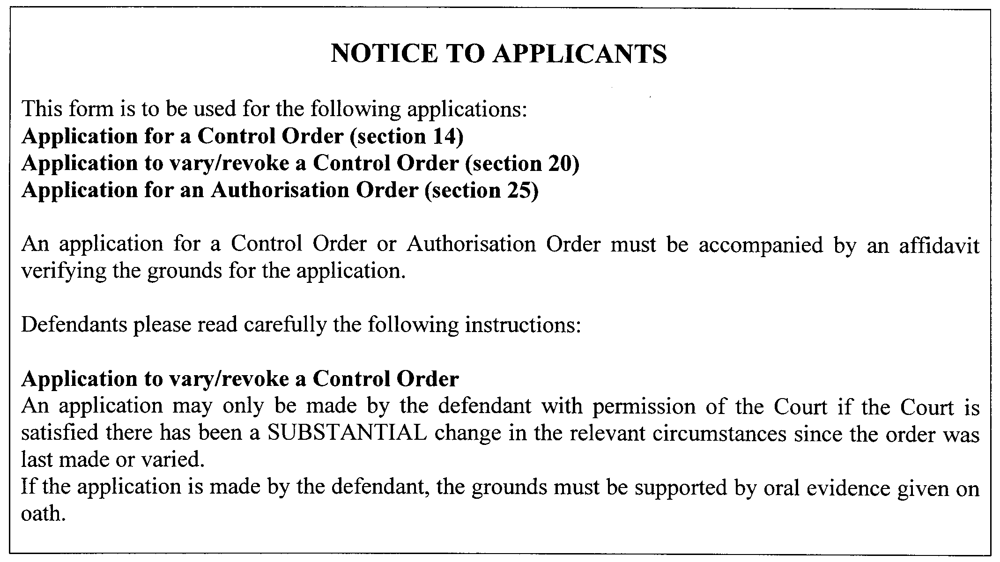 NOTICE TO APPLICANTS
This form is to be used for the following applications:
Application for a Control Order (section 14)
Application to vary/revoke a Control Order (section 20)
Application for an Authorisation Order (section 25)
An application for a Control Order or Authorisation Order must be accompanied by an affidavit
verifying the grounds for the application.
Defendants please read carefully the following instructions:
Application to vary/revoke a Control Order
An application may only be made by the defendant with permission of the Court if the Court is
satisfied there has been a SUBSTANTIAL change in the relevant circumstances since the order was
last made or varied.
If the application is made by the defendant, the grounds must be supported by oral evidence given on
oath.